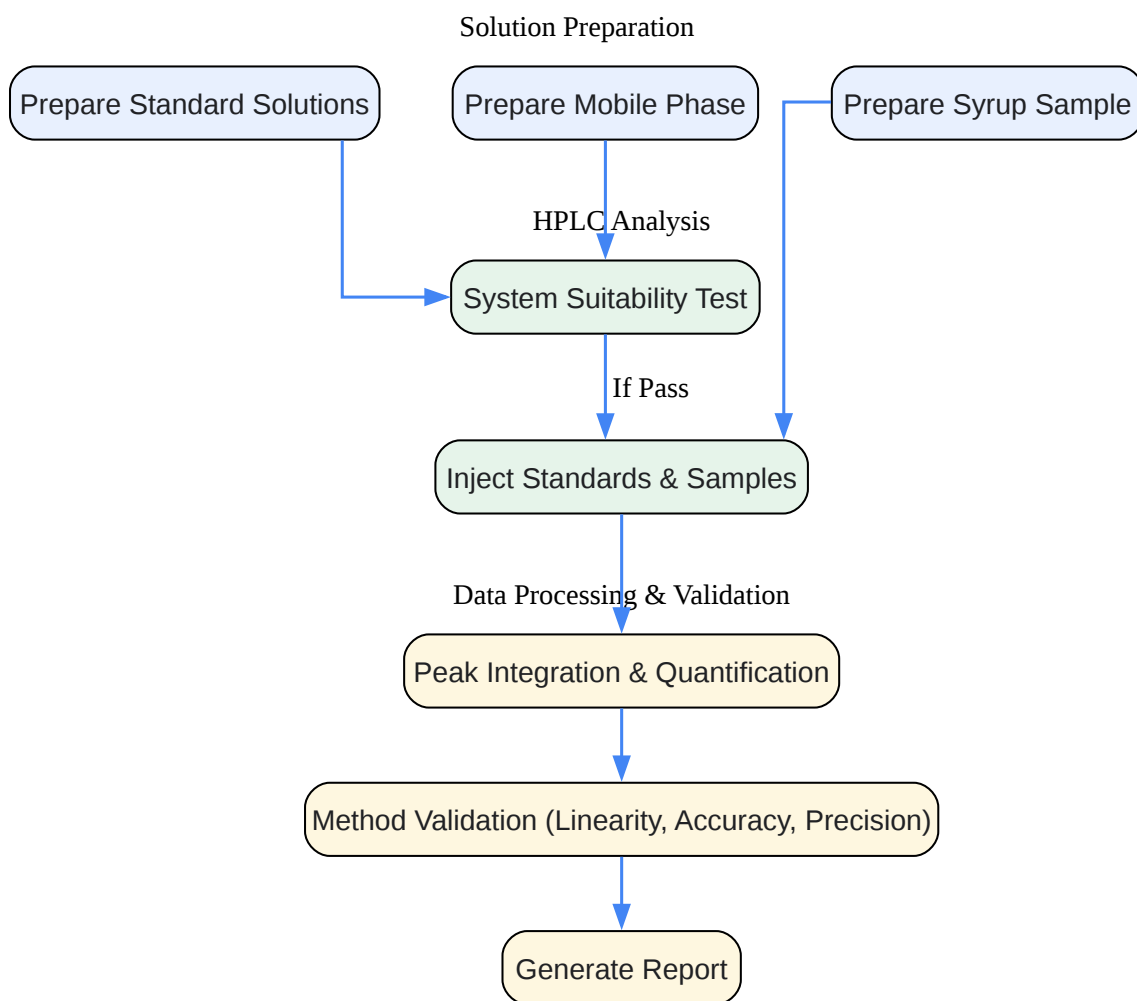 Solution Preparation
Prepare Standard Solutions
Prepare Mobile Phase
Prepare Syrup Sample
HPLC Analysis
System Suitability Test
If Pass
Inject Standards & Samples
Data Processing & Validation
Peak Integration & Quantification
Method Validation (Linearity, Accuracy, Precision)
Generate Report